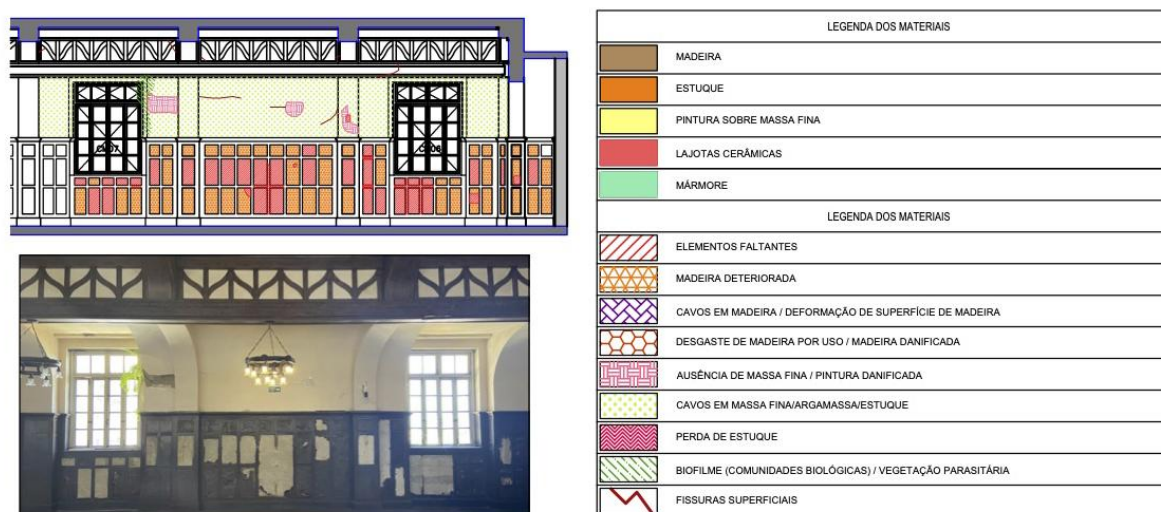 LEGENDA DOS MATERIAIS
MADEIRA
ESTUQUE
PINTURA SOBRE MASSA FINA
LAJOTAS CERÂMICAS
MÁRMORE
LEGENDA DOS MATERIAIS
ELEMENTOS FALTANTES
MADEIRA DETERIORADA
CAVOS EM MADEIRA / DEFORMAÇÃO DE SUPERFÍCIE DE MADEIRA
DESGASTE DE MADEIRA POR USO / MADEIRA DANIFICADA
AUSÊNCIA DE MASSA FINA / PINTURA DANIFICADA
CAVOS EM MASSA FINA/ARGAMASSA/ESTUQUE
PERDA DE ESTUQUE
BIOFILME (COMUNIDADES BIOLÓGICAS) / VEGETAÇÃO PARASITÁRIA
FISSURAS SUPERFICIAIS